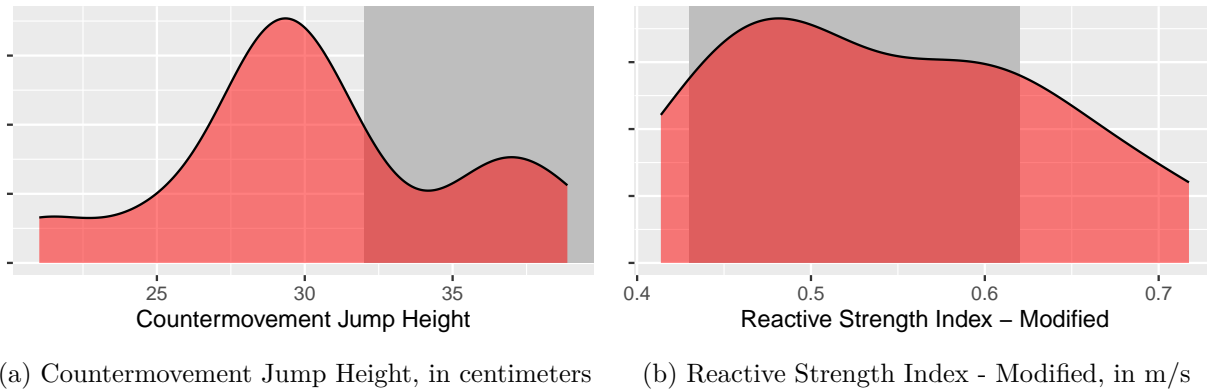 25 30 35
Countermovement Jump Height
(a) Countermovement Jump Height, in centimeters
0.4 0.5 0.6 0.7
Reactive Strength Index – Modified
(b) Reactive Strength Index - Modified, in m/s